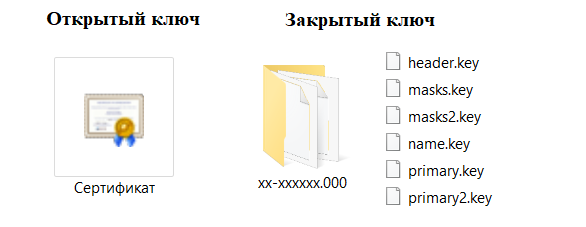 Открытый ключ
Закрытый ключ
Сертификат
xx-xxxxxx.000
header.key
masks.key
masks2.key
name.key
primary.key
primary2.key